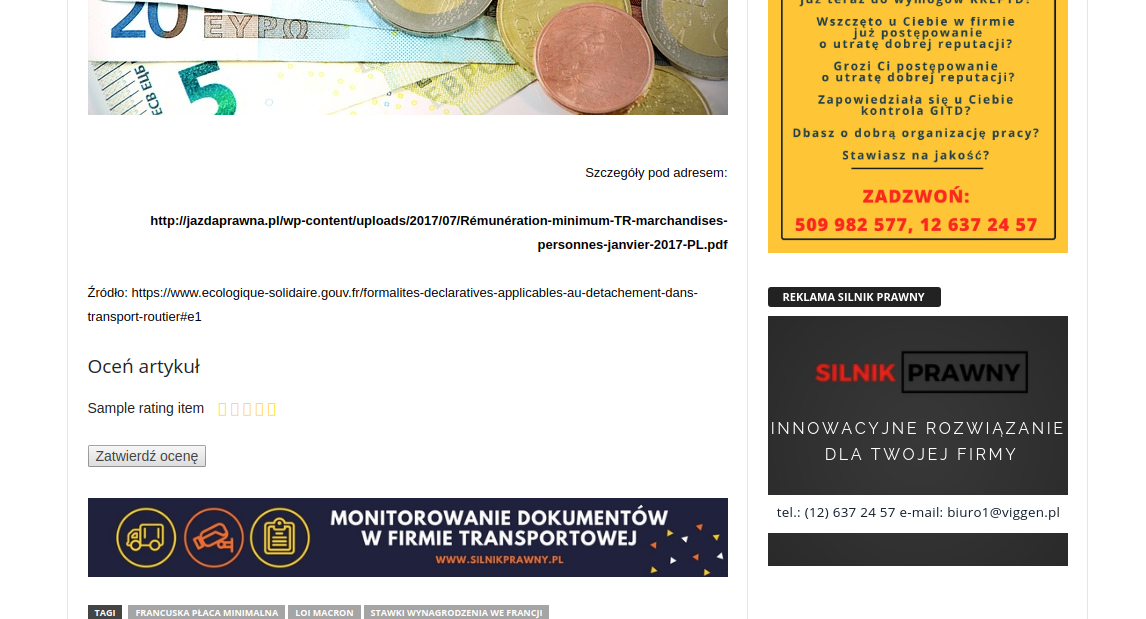 20 EYPΩ
5
Szczegóły pod adresem:
http://jazdaprawna.pl/wp-content/uploads/2017/07/Rémunération-minimum-TR-marchandises-
personnes-janvier-2017-PL.pdf
Źródło: https://www.ecologique-solidaire.gouv.fr/formalites-declaratives-applicables-au-detachement-dans-
transport-routier#e1
Oceń artykuł
Sample rating item
Zatwierdź ocenę
MONITOROWANIE DOKUMENTÓW
W FIRMIE TRANSPORTOWEJ
WWW.SILNIKPRAWNY.PL
TAGI FRANCUSKA PŁACA MINIMALNA LOI MACRON STAWKI WYNAGRODZENIA WE FRANCJI
Wszczęto u Ciebie w firmie
już postępowanie
o utratę dobrej reputacji?
Grozi Ci postępowanie
o utratę dobrej reputacji?
Zapowiedziała się u Ciebie
kontrola GITD?
Dbasz o dobrą organizację pracy?
Stawiasz na jakość?
ZADZWOŃ:
509 982 577, 12 637 24 57
REKLAMA SILNIK PRAWNY
SILNIK PRAWNY
INNOWACYJNE ROZWIĄZANIE
DLA TWOJEJ FIRMY
tel.: (12) 637 24 57 e-mail: biuro1@viggen.pl